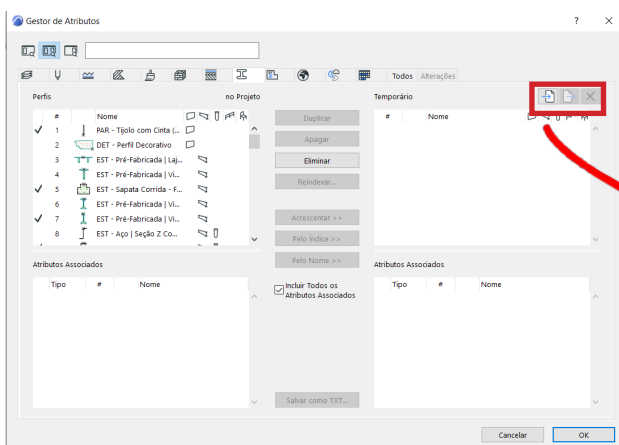 Gestor de Atributos
Todos Alterações
Perfis no Projeto
# Nome
1 PAR - Tijolo com Cinta (...
2 DET - Perfil Decorativo
3 EST - Pré-Fabricada | Laj...
4 EST - Pré-Fabricada | Vi...
5 EST - Sapata Corrida - F...
6 EST - Pré-Fabricada | Vi...
7 EST - Pré-Fabricada | Vi...
8 EST - Aço | Seção Z Co...
Atributos Associados
Tipo # Nome
Duplicar
Apagar
Eliminar
Reindexar...
Acrescentar >>
Pelo Índice >>
Pelo Nome >>
Incluir Todos os
Atributos Associados
Salvar como TXT...
Temporário
# Nome
Atributos Associados
Tipo # Nome
Cancelar OK